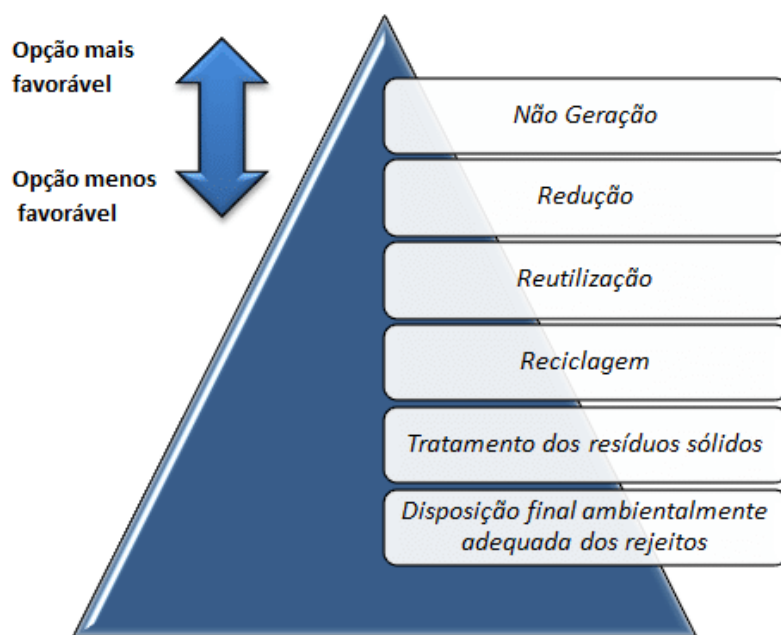 Opção mais
favorável
Opção menos
favorável
Não Geração
Redução
Reutilização
Reciclagem
Tratamento dos resíduos sólidos
Disposição final ambientalmente
adequada dos rejeitos